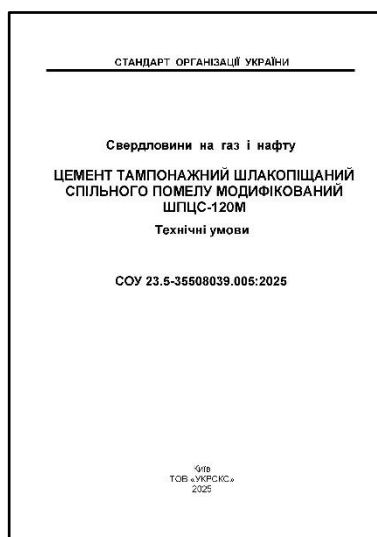 СТАНДАРТ ОРГАНІЗАЦІЇ УКРАЇНИ
Свердловини на газ і нафту
ЦЕМЕНТ ТАМПОНАЖНИЙ ШЛАКОПІЩАНИЙ
СПІЛЬНОГО ПОМЕЛУ МОДИФІКОВАНИЙ
ШПЦС-120М
Технічні умови
СОУ 23.5-35508039.005:2025
Київ
ТОВ «УКРСКС»
2025